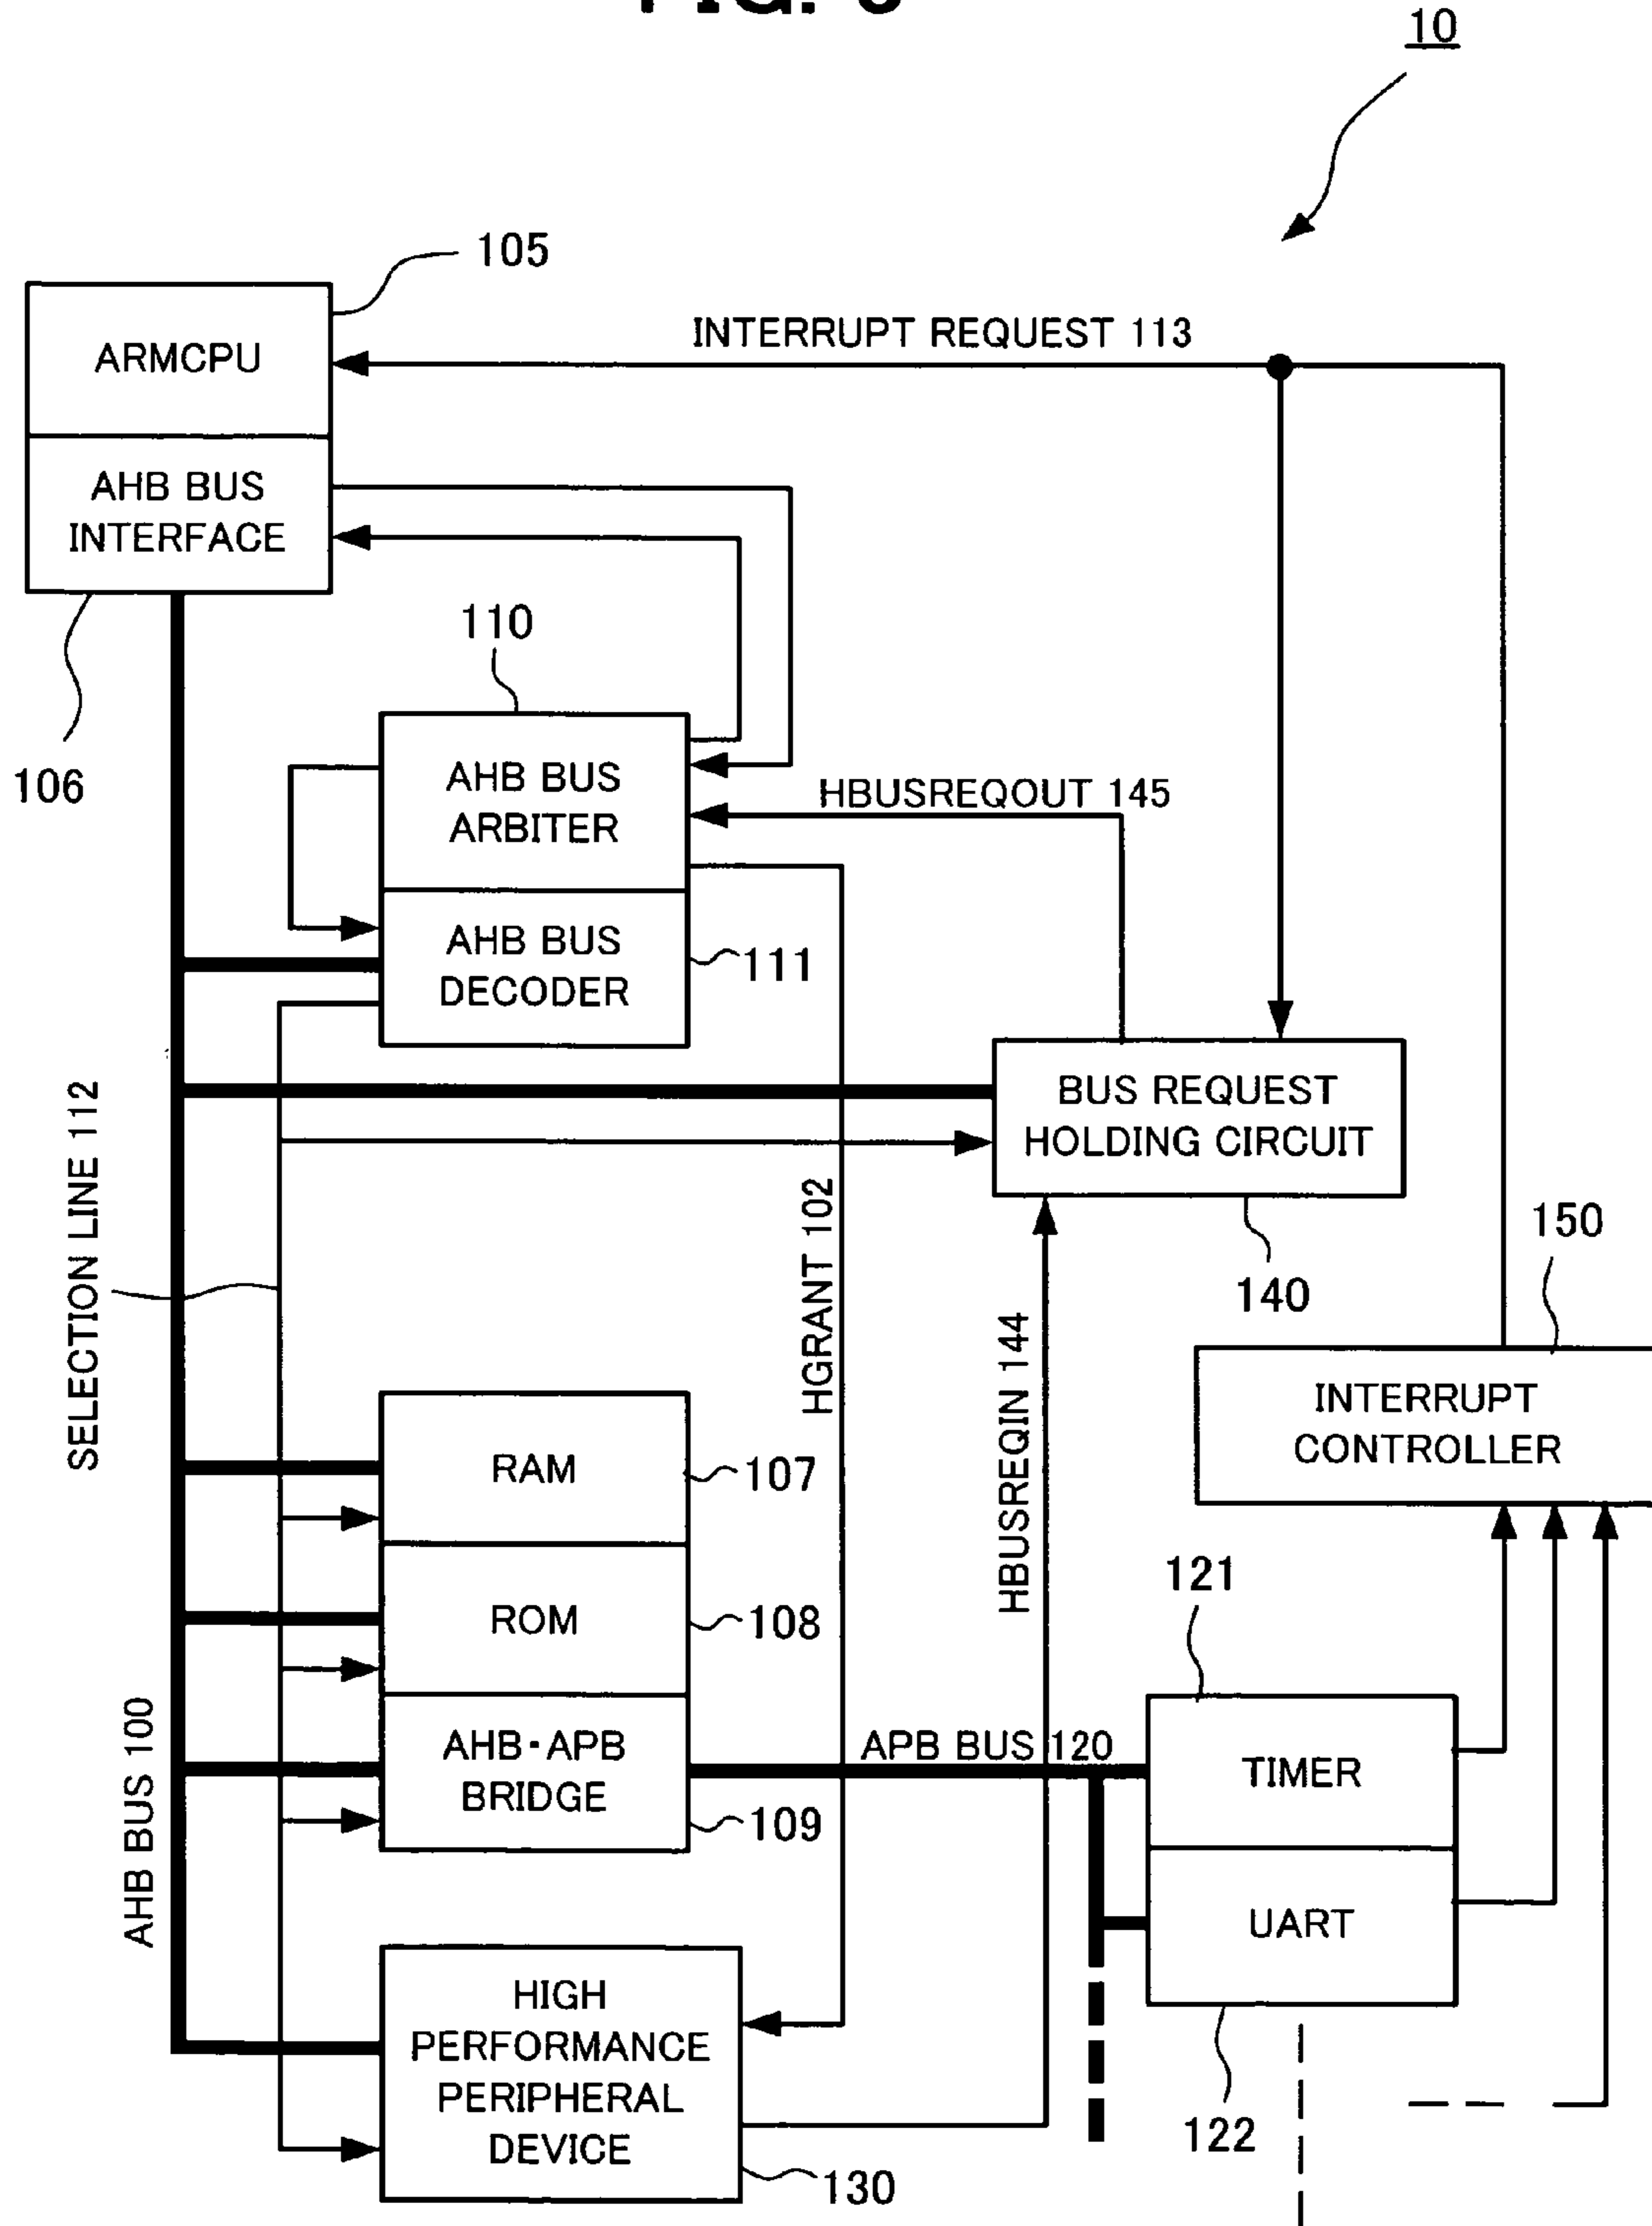 10
105
ARMCPU
INTERRUPT REQUEST 113
AHB BUS
INTERFACE
106
110
AHB BUS
ARBITER
HBUSREQOUT 145
AHB BUS
DECODER
111
BUS REQUEST
HOLDING CIRCUIT
140
SELECTION LINE 112
HGRANT 102
HBUSREQIN 144
150
INTERRUPT
CONTROLLER
RAM
107
ROM
108
AHB・APB
BRIDGE
109
APB BUS 120
121
TIMER
UART
122
AHB BUS 100
HIGH
PERFORMANCE
PERIPHERAL
DEVICE
130